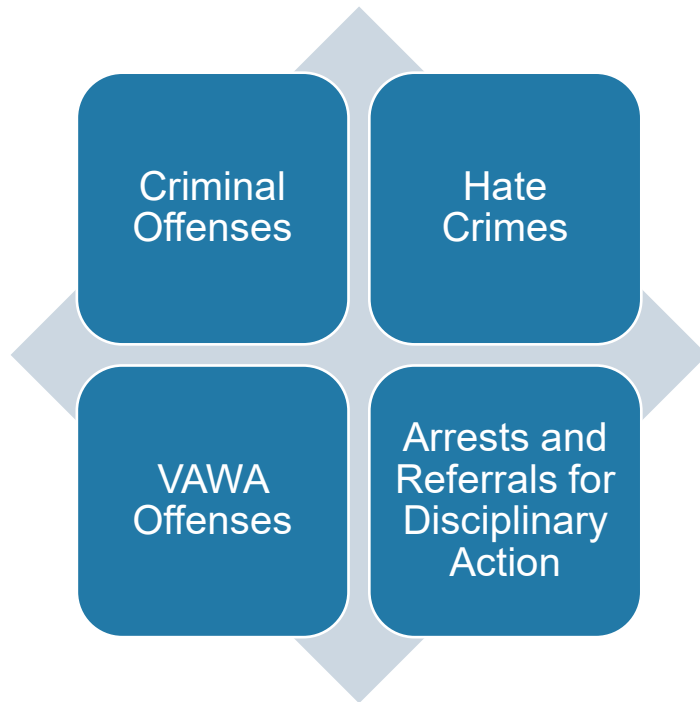 Criminal
Offenses
Hate
Crimes
VAWA
Offenses
Arrests and
Referrals for
Disciplinary
Action